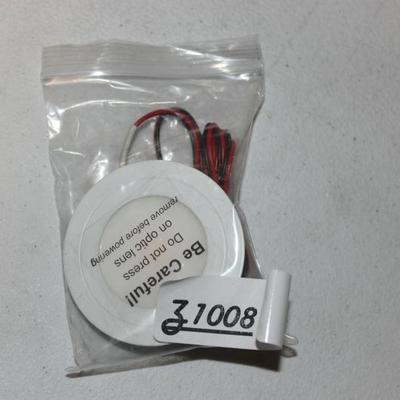 Be Careful!
Do not press
on optic lens
remove before powering
Z1008